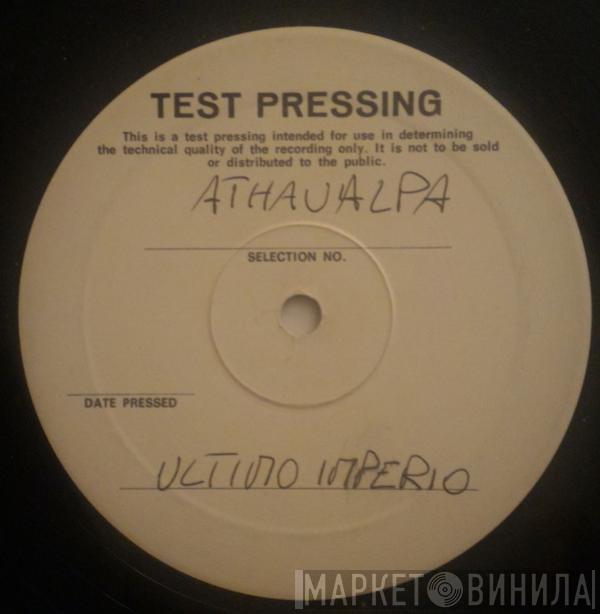 TEST PRESSING
This is a test pressing intended for use in determining
the technical quality of the recording only. It is not to be sold
or distributed to the public.
ATHAUALPA
SELECTION NO.
DATE PRESSED
ULTIMO IMPERIO
МАРКЕТ ВИНИЛА